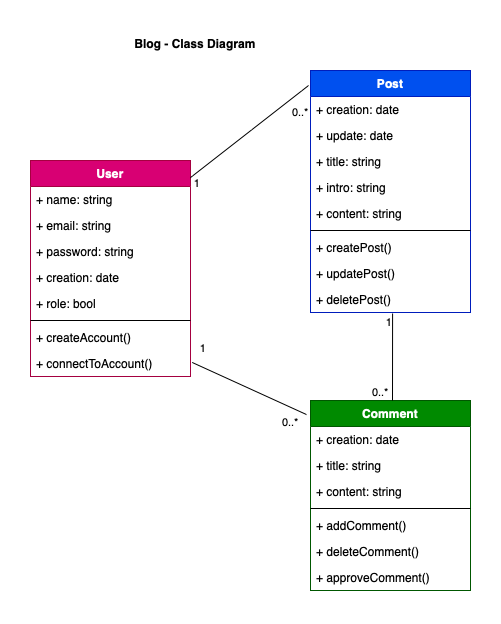 Blog - Class Diagram
Post
+ creation: date
+ update: date
+ title: string
+ intro: string
+ content: string
+ createPost()
+ updatePost()
+ deletePost()
0..*
1
User
+ name: string
+ email: string
+ password: string
+ creation: date
+ role: bool
+ createAccount()
+ connectToAccount()
1
1
0..*
0..*
Comment
+ creation: date
+ title: string
+ content: string
+ addComment()
+ deleteComment()
+ approveComment()